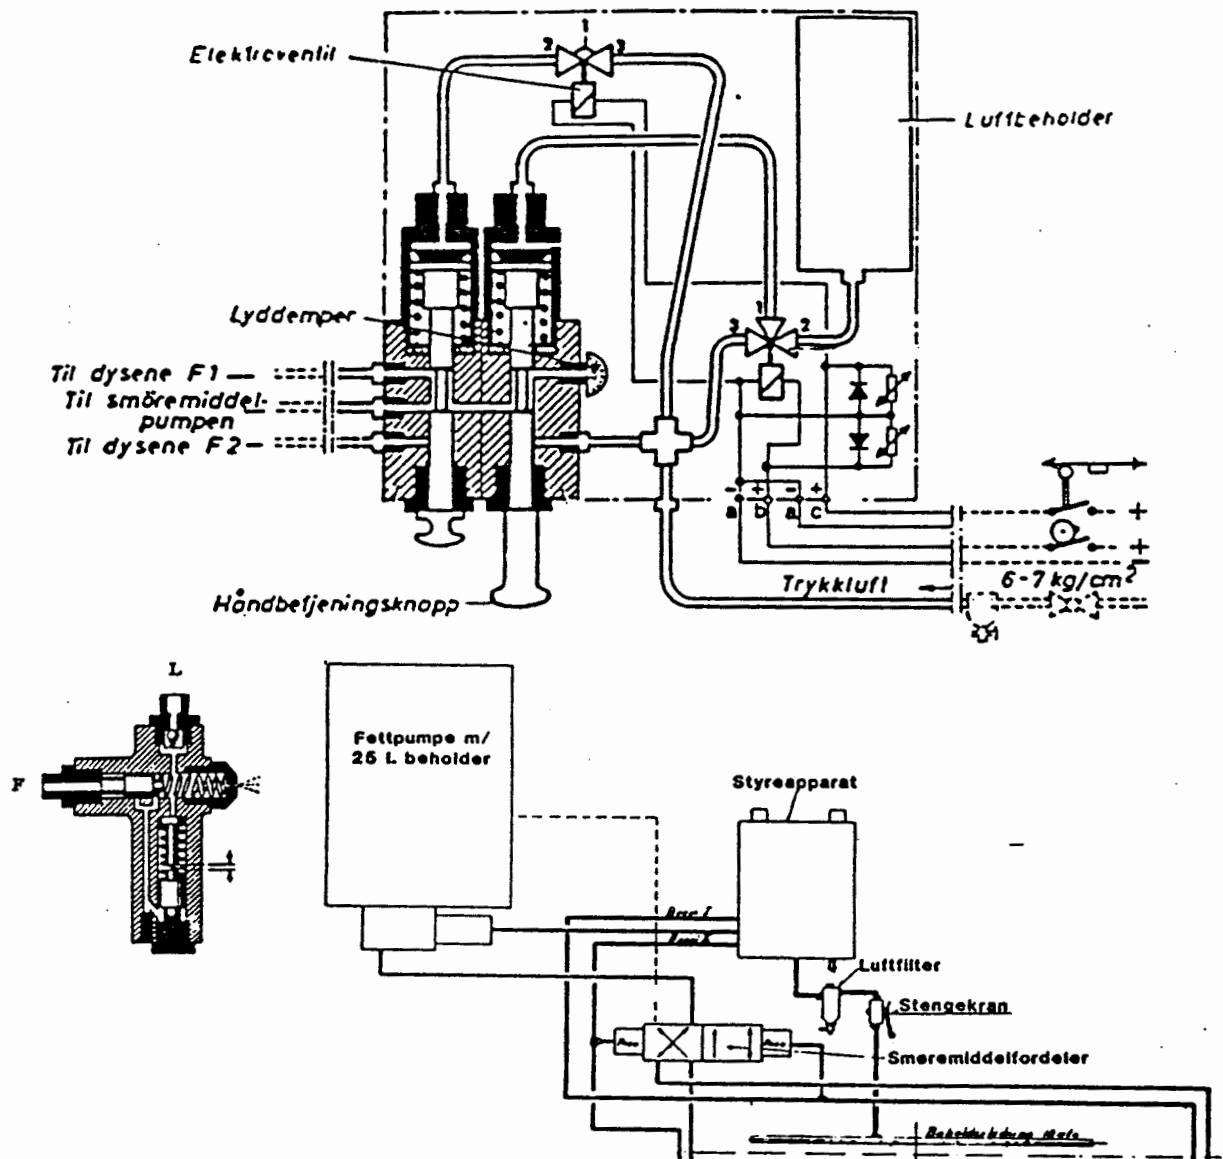 1
2 3
Elektroventil
Luftbeholder
Lyddemper
1
3 2
Til dysene F1
Til smöremiddel-
pumpen
Til dysene F2
- + - +
a b a c
+
+
-
Trykkluft
6-7 kg/cm²
Håndbetjeningsknopp
L
F
Fettpumpe m/
25 L beholder
Styreapparat
Luftfilter
Stengekran
Smøremiddelfordeler